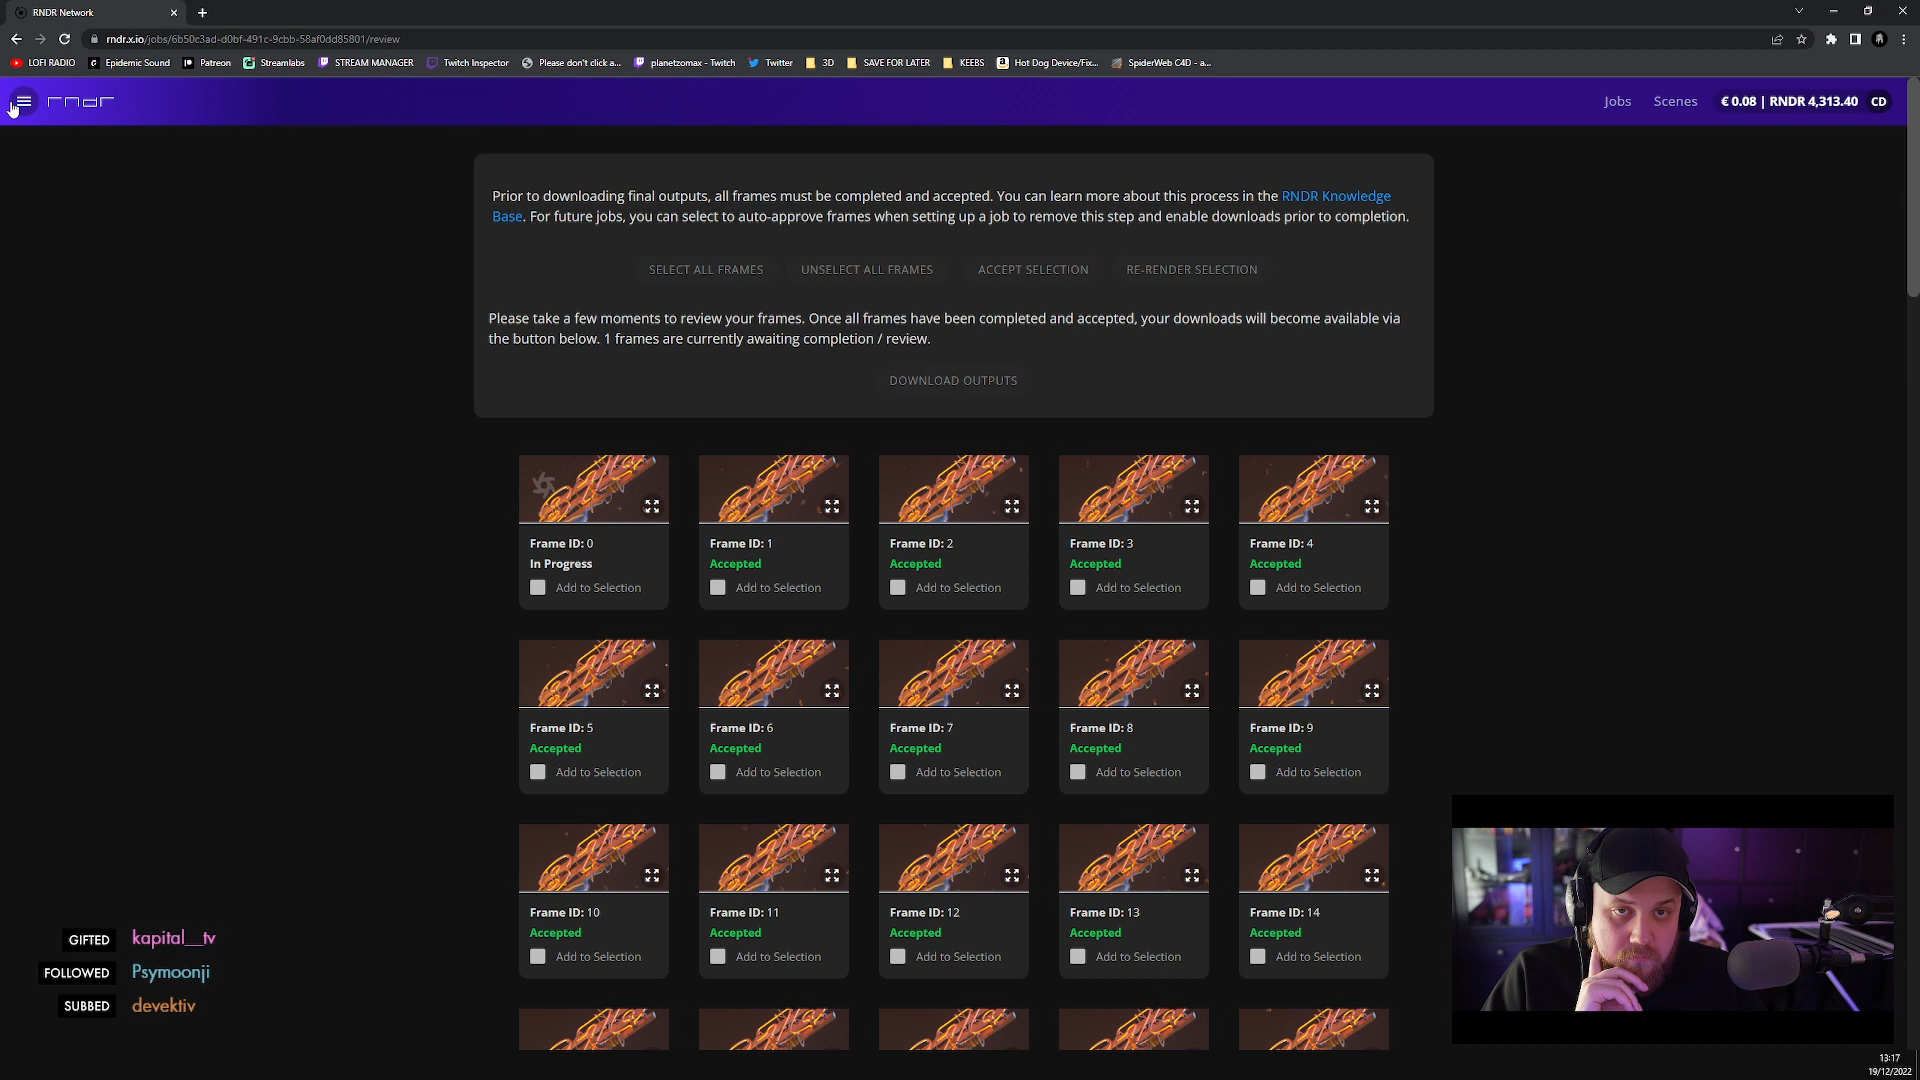 RNDR Network
rndr.x.io/jobs/6b50c3ad-d0bf-491c-9cbb-58af0dd85801/review
LOFI RADIO
Epidemic Sound
Patreon
Streamlabs
STREAM MANAGER
Twitch Inspector
Please don't click a...
planetzomax - Twitch
Twitter
3D
SAVE FOR LATER
KEEBS
Hot Dog Device/Fix...
SpiderWeb C4D - a...
rndr
Jobs
Scenes
€ 0.08 | RNDR 4,313.40
CD
Prior to downloading final outputs, all frames must be completed and accepted. You can learn more about this process in the RNDR Knowledge
Base. For future jobs, you can select to auto-approve frames when setting up a job to remove this step and enable downloads prior to completion.
SELECT ALL FRAMES
UNSELECT ALL FRAMES
ACCEPT SELECTION
RE-RENDER SELECTION
Please take a few moments to review your frames. Once all frames have been completed and accepted, your downloads will become available via
the button below. 1 frames are currently awaiting completion / review.
DOWNLOAD OUTPUTS
Frame ID: 0
In Progress
Add to Selection
Frame ID: 1
Accepted
Add to Selection
Frame ID: 2
Accepted
Add to Selection
Frame ID: 3
Accepted
Add to Selection
Frame ID: 4
Accepted
Add to Selection
Frame ID: 5
Accepted
Add to Selection
Frame ID: 6
Accepted
Add to Selection
Frame ID: 7
Accepted
Add to Selection
Frame ID: 8
Accepted
Add to Selection
Frame ID: 9
Accepted
Add to Selection
Frame ID: 10
Accepted
Add to Selection
Frame ID: 11
Accepted
Add to Selection
Frame ID: 12
Accepted
Add to Selection
Frame ID: 13
Accepted
Add to Selection
Frame ID: 14
Accepted
Add to Selection
GIFTED kapital__tv
FOLLOWED Psymoonji
SUBBED devektiv
13:17
19/12/2022